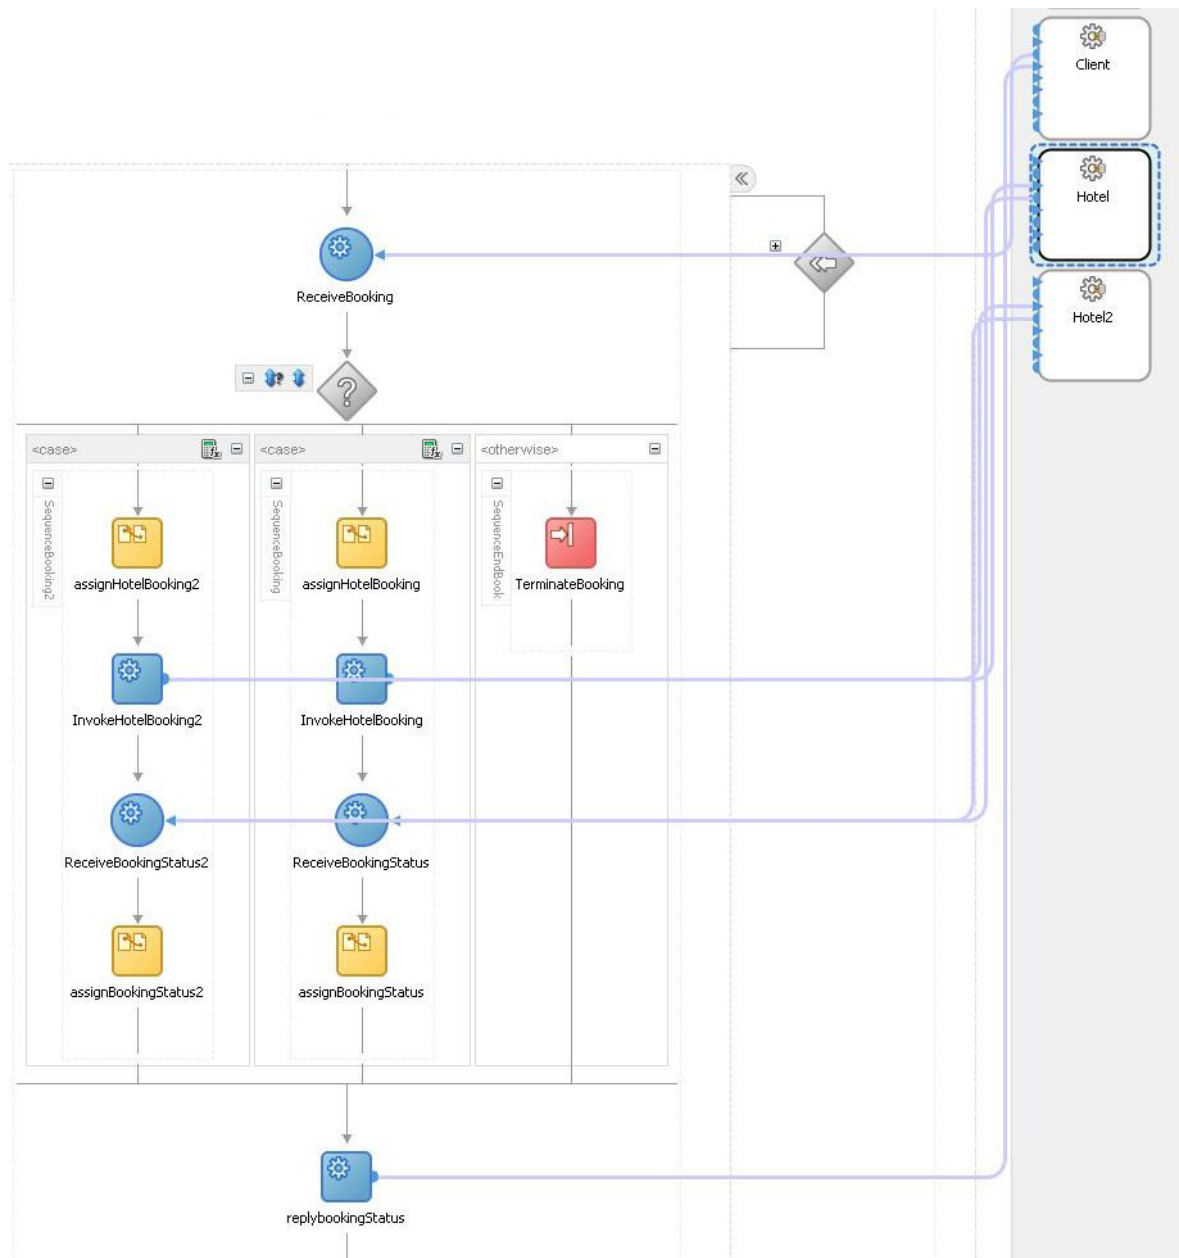 Client
Hotel
Hotel2
ReceiveBooking
<case>
<case>
<otherwise>
SequenceBooking2
SequenceBooking
SequenceEndBook
assignHotelBooking2
assignHotelBooking
TerminateBooking
InvokeHotelBooking2
InvokeHotelBooking
ReceiveBookingStatus2
ReceiveBookingStatus
assignBookingStatus2
assignBookingStatus
replybookingStatus